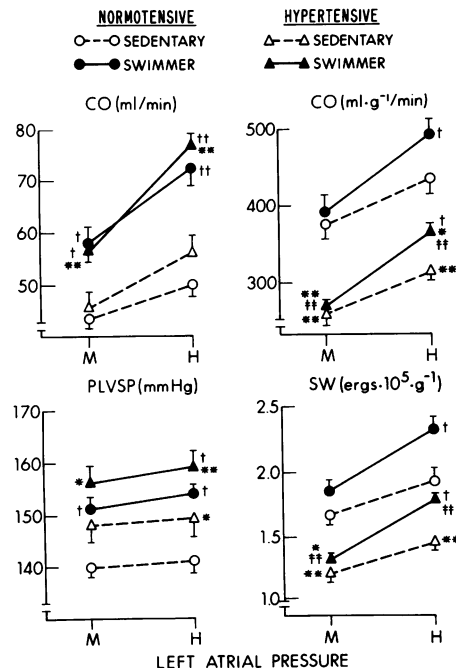 NORMOTENSIVE HYPERTENSIVE
SEDENTARY SEDENTARY
SWIMMER SWIMMER
CO (ml/min) CO (ml·g⁻¹/min)
80 500
70 400
60 300
50
†† ** †† † ** † † † * ‡‡ ** ** ‡‡ **
M H M H
PLVSP (mmHg) SW (ergs·10⁵·g⁻¹)
170 2.5
160 2.0
150 1.5
140 1.0
* † † ** † * † † ‡‡ ** * ‡‡ **
M H M H
LEFT ATRIAL PRESSURE